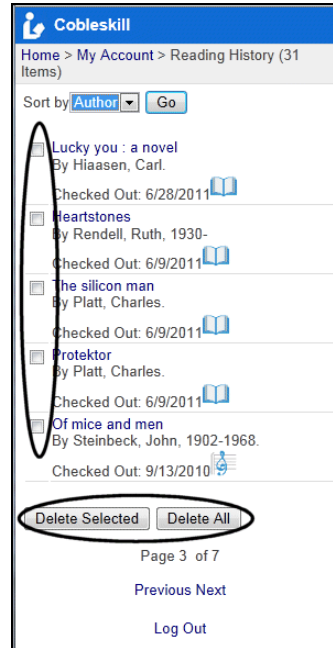 Cobleskill
Home > My Account > Reading History (31
Items)
Sort by Author Go
Lucky you : a novel
By Hiaasen, Carl.
Checked Out: 6/28/2011
Heartstones
By Rendell, Ruth, 1930-
Checked Out: 6/9/2011
The silicon man
By Platt, Charles.
Checked Out: 6/9/2011
Protektor
By Platt, Charles.
Checked Out: 6/9/2011
Of mice and men
By Steinbeck, John, 1902-1968.
Checked Out: 9/13/2010
Delete Selected Delete All
Page 3 of 7
Previous Next
Log Out